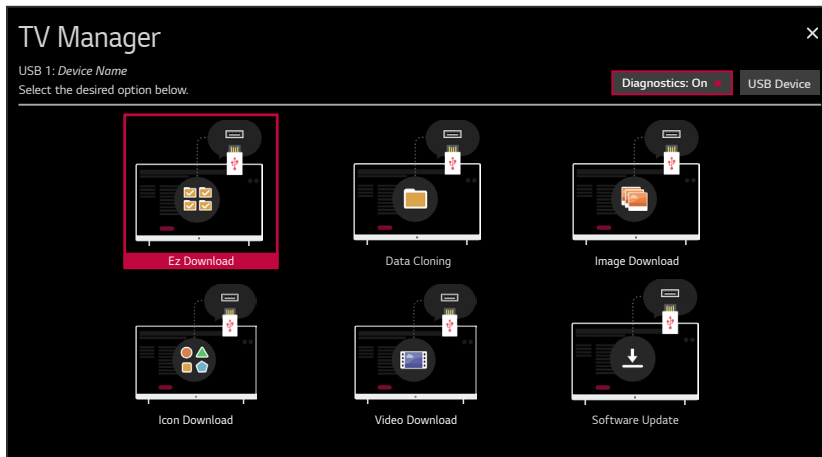 TV Manager
USB 1: Device Name
Select the desired option below.
Diagnostics: On
USB Device
Ez Download
Data Cloning
Image Download
Icon Download
Video Download
Software Update